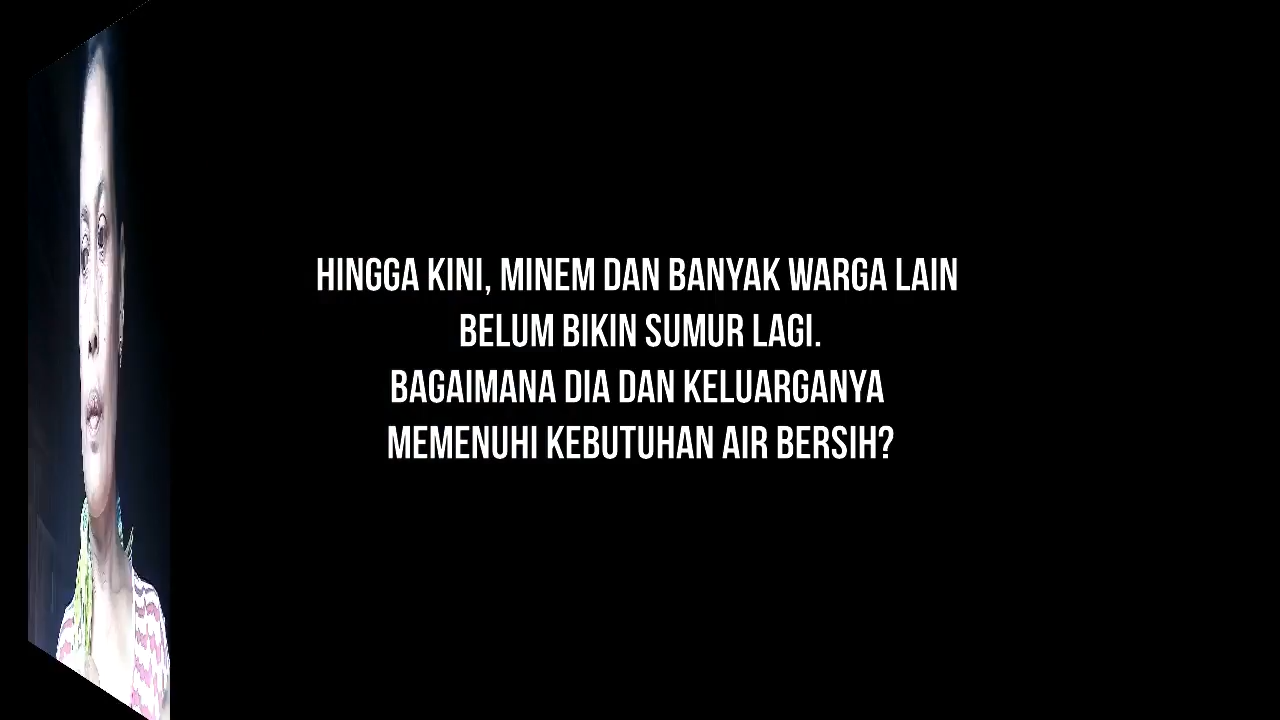 HINGGA KINI, MINEM DAN BANYAK WARGA LAIN
BELUM BIKIN SUMUR LAGI.
BAGAIMANA DIA DAN KELUARGANYA
MEMENUHI KEBUTUHAN AIR BERSIH?